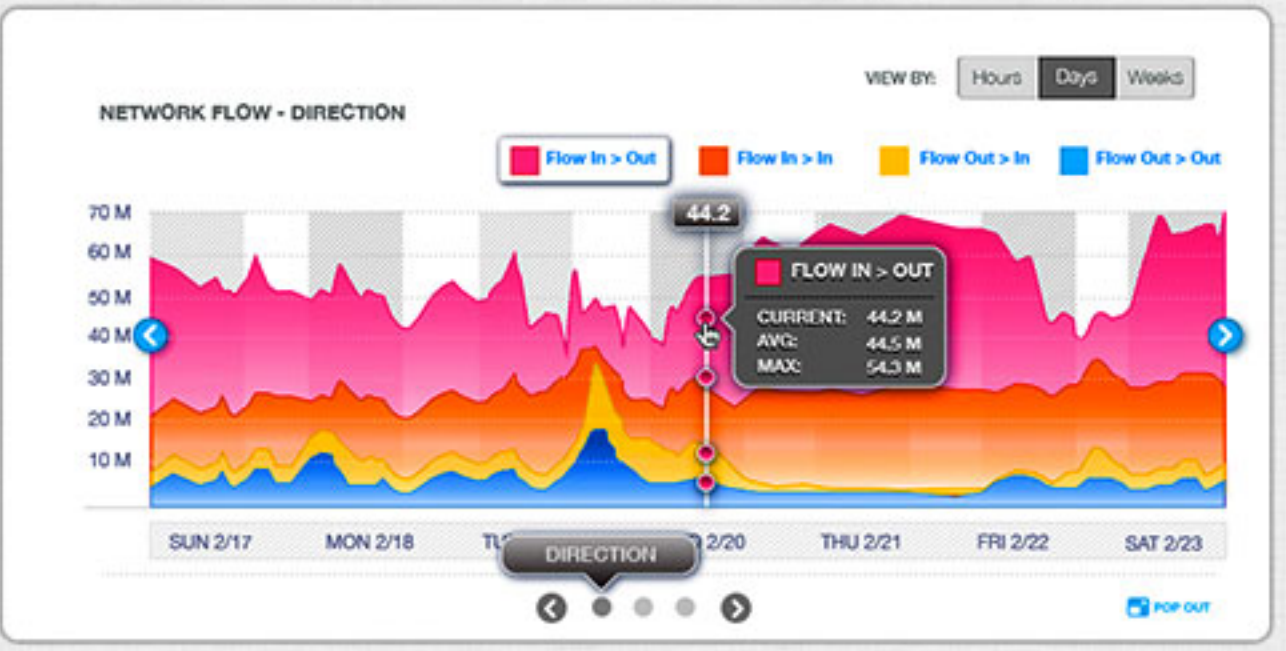 VIEW BY: Hours Days Weeks
NETWORK FLOW - DIRECTION
Flow In > Out Flow In > In Flow Out > In Flow Out > Out
70 M
44.2
60 M
FLOW IN > OUT
50 M
CURRENT: 44.2 M
40 M
AVG: 44.5 M
MAX: 54.3 M
30 M
20 M
10 M
SUN 2/17 MON 2/18 TU 2/20 THU 2/21 FRI 2/22 SAT 2/23
DIRECTION
POP OUT